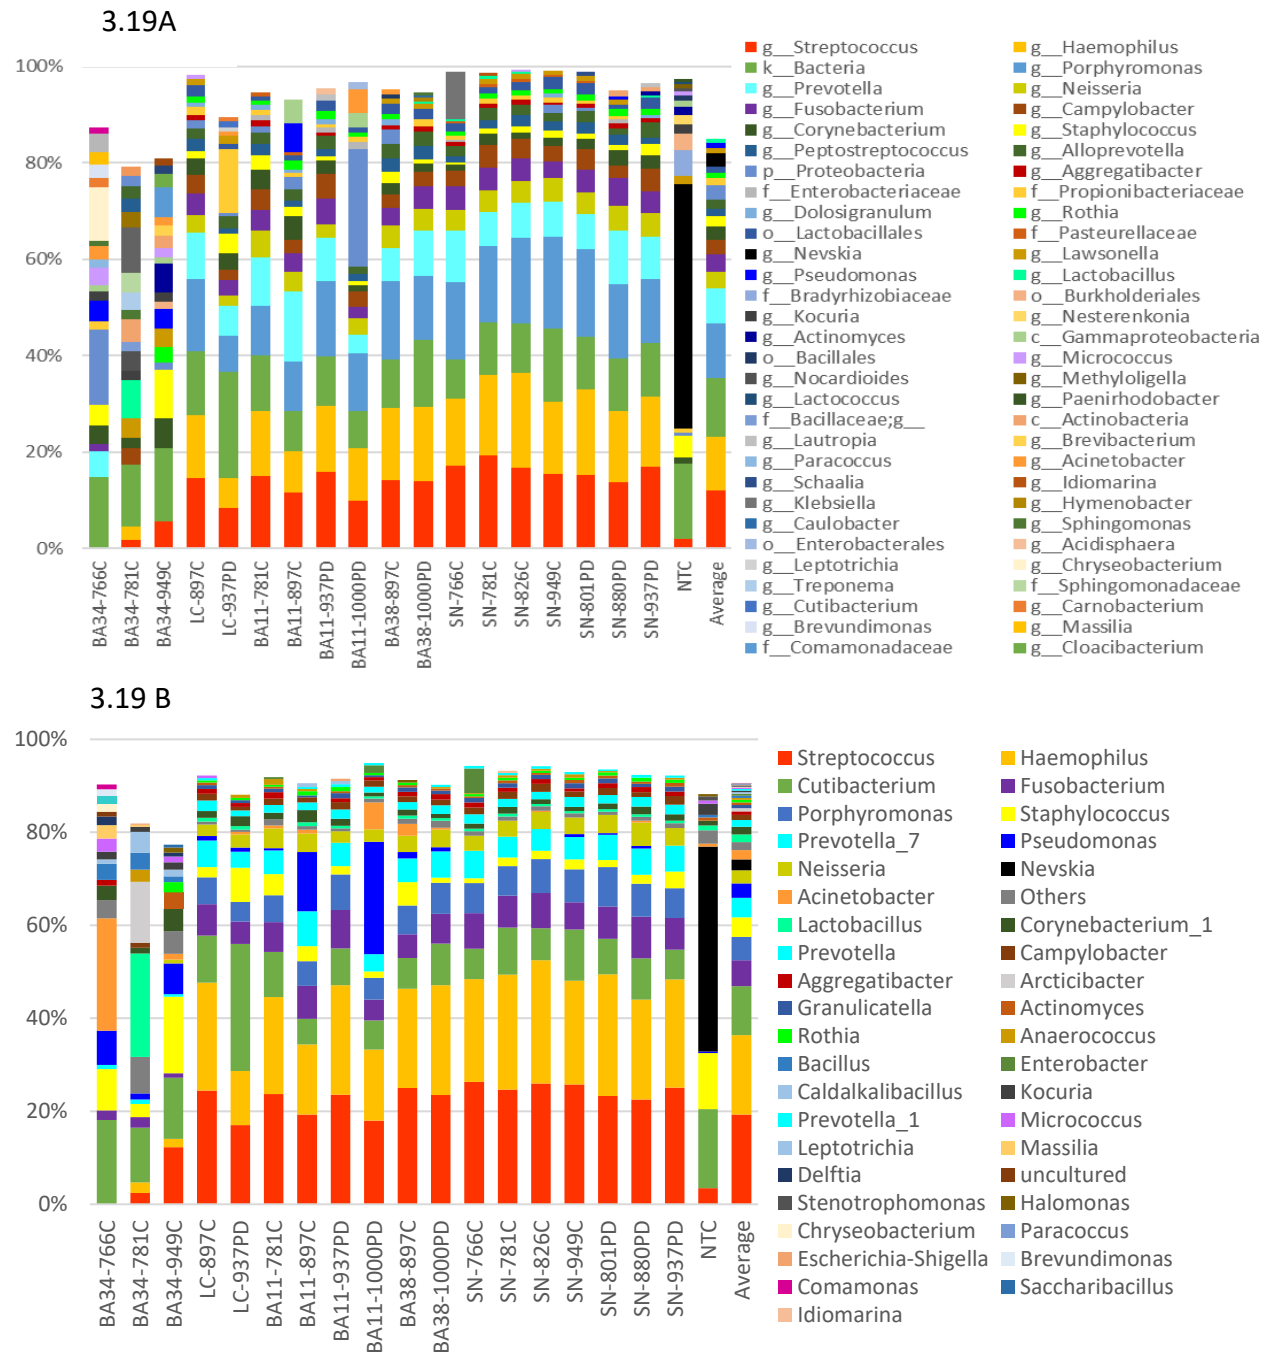 3.19A
100%
80%
60%
40%
20%
0%
BA34-766C
BA34-781C
BA34-949C
LC-897C
LC-937PD
BA11-781C
BA11-897C
BA11-937PD
BA11-1000PD
BA38-897C
BA38-1000PD
SN-766C
SN-781C
SN-826C
SN-949C
SN-801PD
SN-880PD
SN-937PD
NTC
Average
g__Streptococcus
g__Haemophilus
k__Bacteria
g__Porphyromonas
g__Prevotella
g__Neisseria
g__Fusobacterium
g__Campylobacter
g__Corynebacterium
g__Staphylococcus
g__Peptostreptococcus
g__Alloprevotella
p__Proteobacteria
g__Aggregatibacter
f__Enterobacteriaceae
f__Propionibacteriaceae
g__Dolosigranulum
g__Rothia
o__Lactobacillales
f__Pasteurellaceae
g__Nevskia
g__Lawsonella
g__Pseudomonas
g__Lactobacillus
f__Bradyrhizobiaceae
o__Burkholderiales
g__Kocuria
g__Nesterenkonia
g__Actinomyces
c__Gammaproteobacteria
o__Bacillales
g__Micrococcus
g__Nocardioides
g__Methyloligella
g__Lactococcus
g__Paenirhodobacter
f__Bacillaceae;g__
c__Actinobacteria
g__Lautropia
g__Brevibacterium
g__Paracoccus
g__Acinetobacter
g__Schaalia
g__Idiomarina
g__Klebsiella
g__Hymenobacter
g__Caulobacter
g__Sphingomonas
o__Enterobacterales
g__Acidisphaera
g__Leptotrichia
g__Chryseobacterium
g__Treponema
f__Sphingomonadaceae
g__Cutibacterium
g__Carnobacterium
g__Brevundimonas
g__Massilia
f__Comamonadaceae
g__Cloacibacterium
3.19 B
100%
80%
60%
40%
20%
0%
BA34-766C
BA34-781C
BA34-949C
LC-897C
LC-937PD
BA11-781C
BA11-897C
BA11-937PD
BA11-1000PD
BA38-897C
BA38-1000PD
SN-766C
SN-781C
SN-826C
SN-949C
SN-801PD
SN-880PD
SN-937PD
NTC
Average
Streptococcus
Haemophilus
Cutibacterium
Fusobacterium
Porphyromonas
Staphylococcus
Prevotella_7
Pseudomonas
Neisseria
Nevskia
Acinetobacter
Others
Lactobacillus
Corynebacterium_1
Prevotella
Campylobacter
Aggregatibacter
Arcticibacter
Granulicatella
Actinomyces
Rothia
Anaerococcus
Bacillus
Enterobacter
Caldalkalibacillus
Kocuria
Prevotella_1
Micrococcus
Leptotrichia
Massilia
Delftia
uncultured
Stenotrophomonas
Halomonas
Chryseobacterium
Paracoccus
Escherichia-Shigella
Brevundimonas
Comamonas
Saccharibacillus
Idiomarina